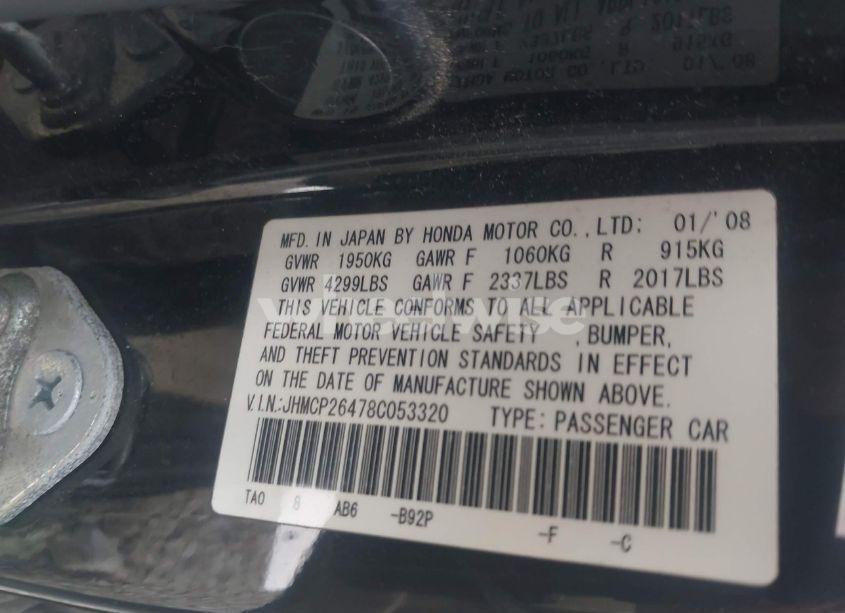 MFD. IN JAPAN BY HONDA MOTOR CO., LTD: 01/'08
GVWR 1950KG GAWR F 1060KG R 915KG
GVWR 4299LBS GAWR F 2337LBS R 2017LBS
THIS VEHICLE CONFORMS TO ALL APPLICABLE
FEDERAL MOTOR VEHICLE SAFETY , BUMPER,
AND THEFT PREVENTION STANDARDS IN EFFECT
ON THE DATE OF MANUFACTURE SHOWN ABOVE.
V.I.N.:JHMCP26478C053320 TYPE: PASSENGER CAR
TA0 8 AB6 -B92P -F -C